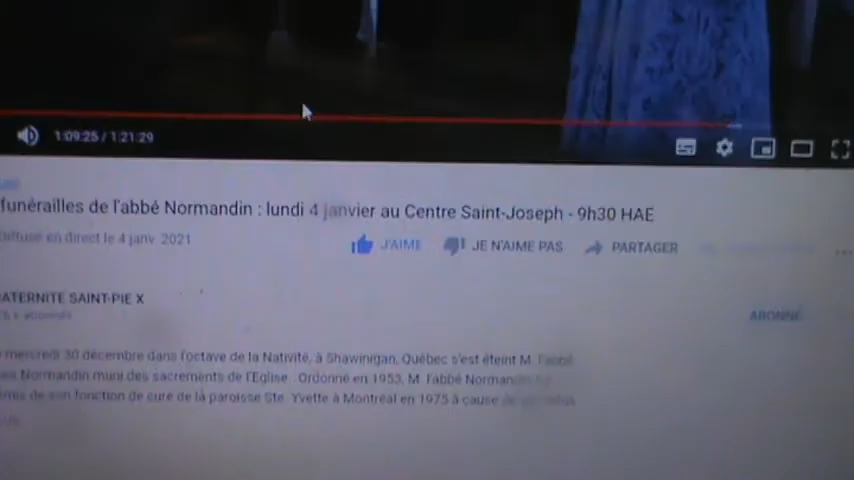 1:09:25 / 1:21:29
funérailles de l'abbé Normandin : lundi 4 janvier au Centre Saint-Joseph - 9h30 HAE
en direct le 4 janv. 2021
J'AIME JE N'AIME PAS PARTAGER
ATERNITE SAINT-PIE X
ABONNÉ
mercredi 30 décembre dans l'octave de la Nativité, à Shawinigan, Québec s'est éteint M. l'abbé
Normandin muni des sacrements de l'Eglise. Ordonné en 1953, M. l'abbé
de son fonction de curé de la paroisse Ste. Yvette à Montréal en 1975 à cause